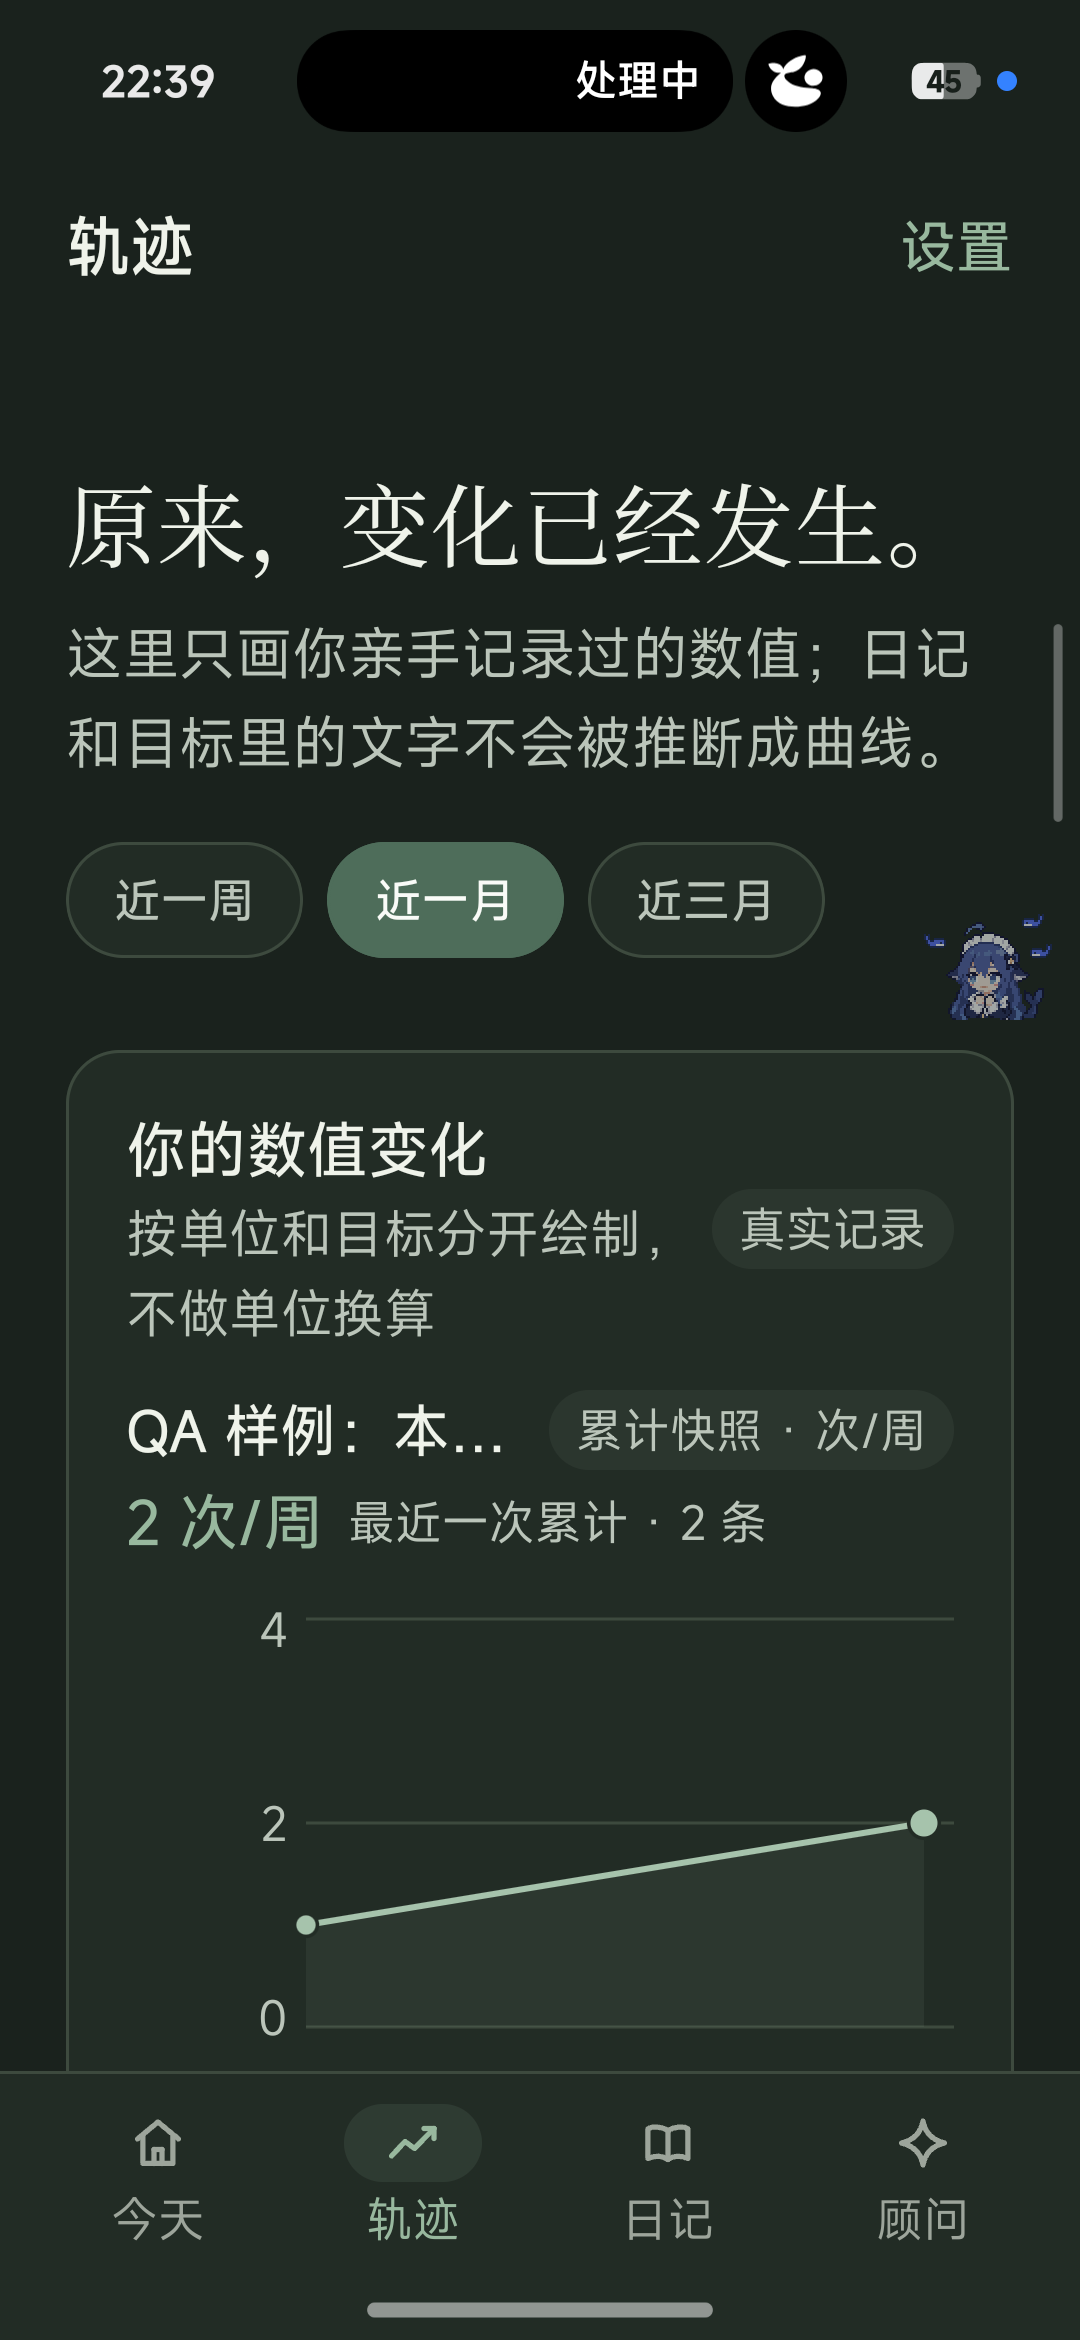 22:39
处理中
45
轨迹
设置
原来，变化已经发生。
这里只画你亲手记录过的数值；日记
和目标里的文字不会被推断成曲线。
近一周
近一月
近三月
你的数值变化
按单位和目标分开绘制，
不做单位换算
真实记录
QA 样例：本...
累计快照 · 次/周
2 次/周
最近一次累计 · 2 条
4
2
0
今天
轨迹
日记
顾问